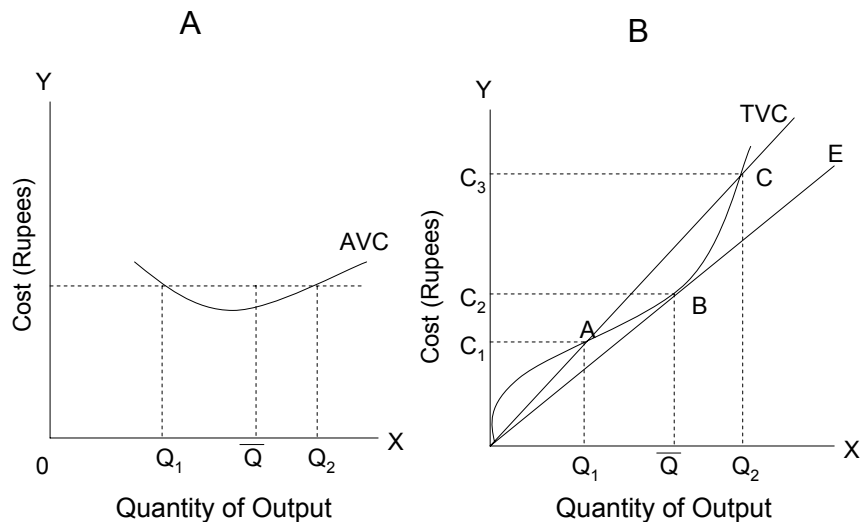 A
Y
Cost (Rupees)
AVC
X
0
Q₁
Q̅
Q₂
Quantity of Output
B
Y
TVC
E
C₃
C
Cost (Rupees)
C₂
B
A
C₁
X
Q₁
Q̅
Q₂
Quantity of Output